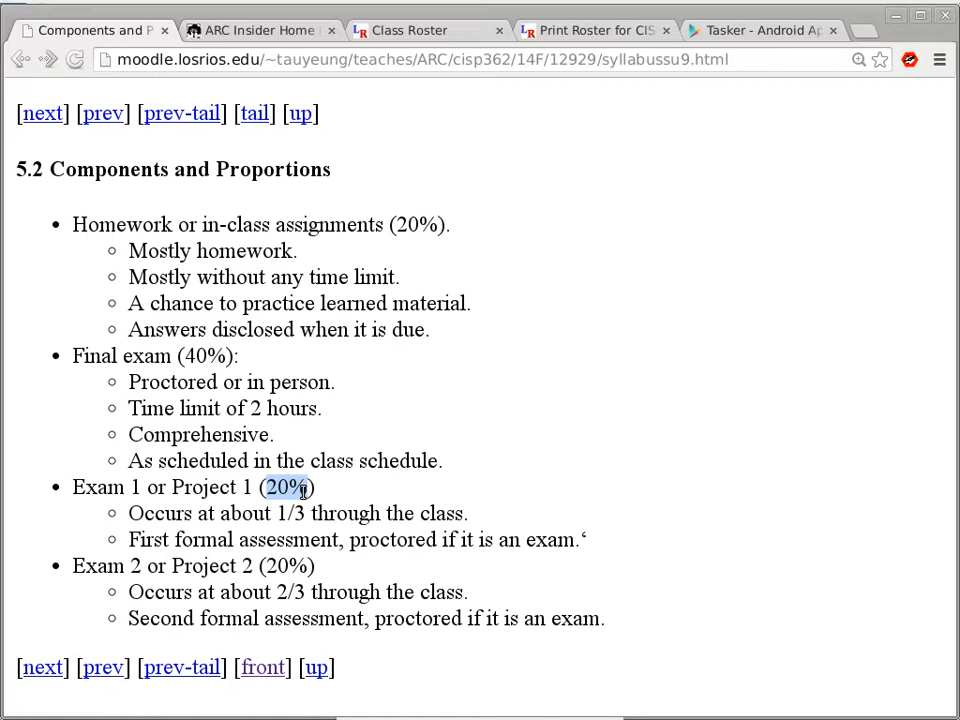 Components and P
ARC Insider Home
Class Roster
Print Roster for CIS
Tasker - Android Ap
moodle.losrios.edu/~tauyeung/teaches/ARC/cisp362/14F/12929/syllabussu9.html
[next] [prev] [prev-tail] [tail] [up]
5.2 Components and Proportions
• Homework or in-class assignments (20%).
◦ Mostly homework.
◦ Mostly without any time limit.
◦ A chance to practice learned material.
◦ Answers disclosed when it is due.
• Final exam (40%):
◦ Proctored or in person.
◦ Time limit of 2 hours.
◦ Comprehensive.
◦ As scheduled in the class schedule.
• Exam 1 or Project 1 (20%)
◦ Occurs at about 1/3 through the class.
◦ First formal assessment, proctored if it is an exam.‘
• Exam 2 or Project 2 (20%)
◦ Occurs at about 2/3 through the class.
◦ Second formal assessment, proctored if it is an exam.
[next] [prev] [prev-tail] [front] [up]